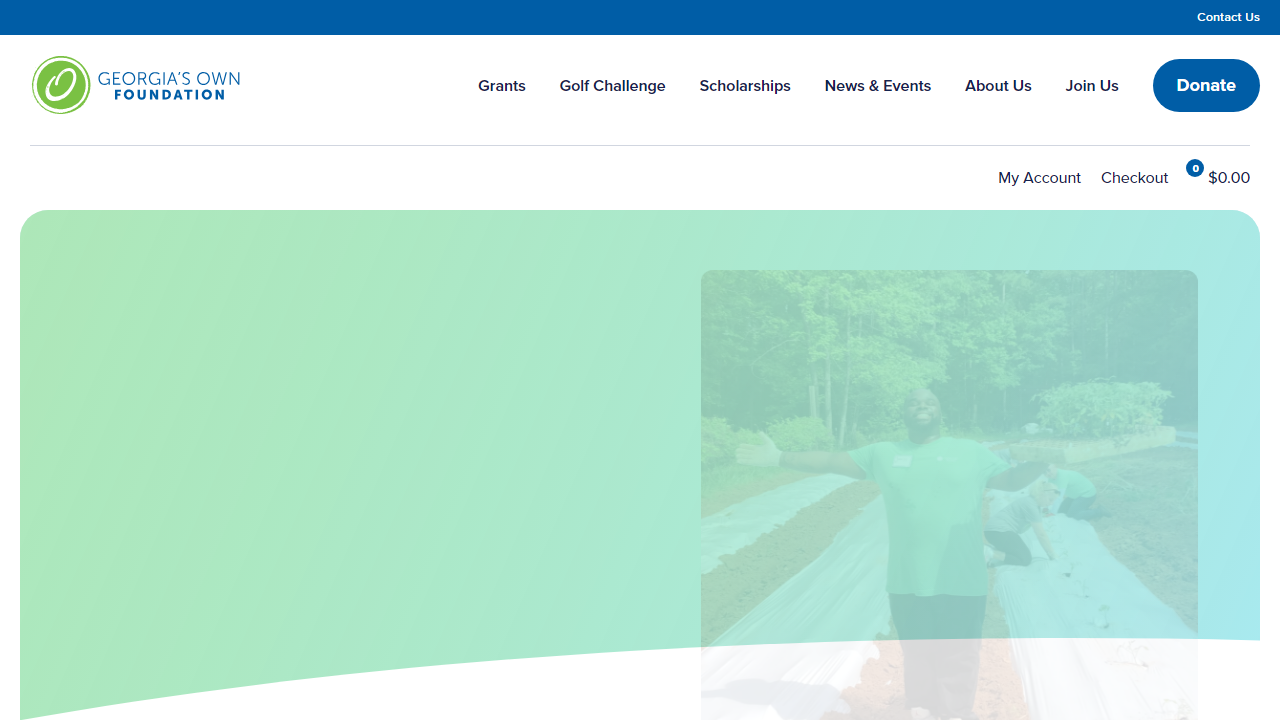 Contact Us
GEORGIA'S OWN
FOUNDATION
Grants
Golf Challenge
Scholarships
News & Events
About Us
Join Us
Donate
My Account
Checkout
0
$0.00